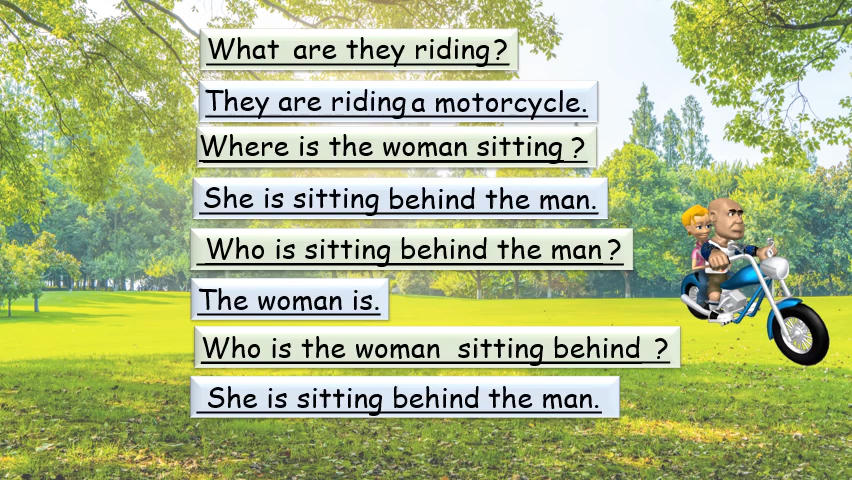 What are they riding?
They are riding a motorcycle.
Where is the woman sitting ?
She is sitting behind the man.
Who is sitting behind the man ?
The woman is.
Who is the woman sitting behind ?
She is sitting behind the man.